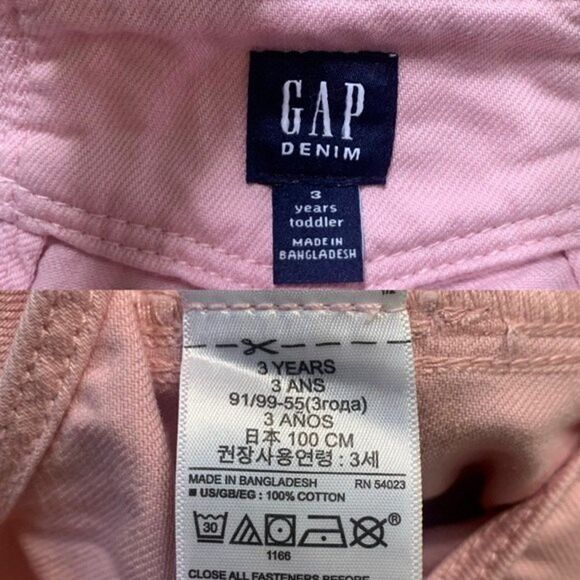 GAP
DENIM
3
years
toddler
MADE IN
BANGLADESH
3 YEARS
3 ANS
91/99-55(3года)
3 AÑOS
日本 100 CM
권장사용연령 : 3세
MADE IN BANGLADESH RN 54023
■ US/GB/EG : 100% COTTON
30
®
1166
CLOSE ALL FASTENERS BEFORE